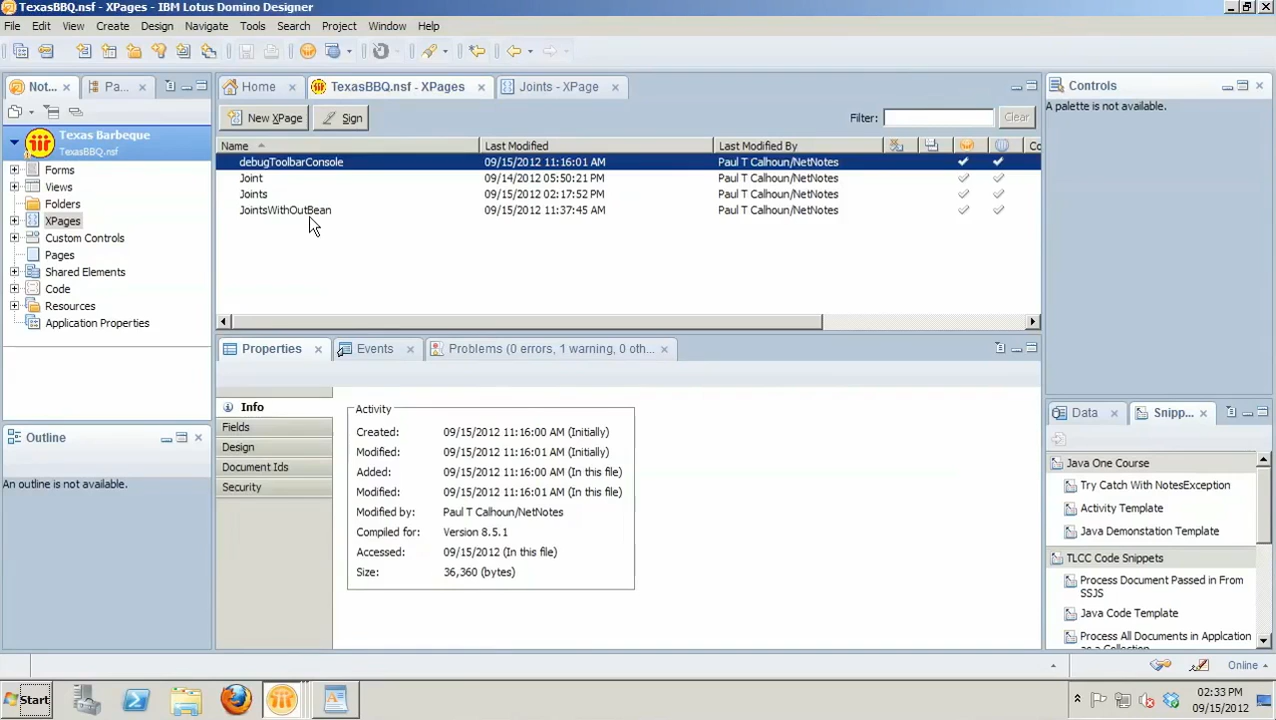 TexasBBQ.nsf - XPages - IBM Lotus Domino Designer
File Edit View Create Design Navigate Tools Search Project Window Help
Not... Pa...
Home TexasBBQ.nsf - XPages Joints - XPage
Controls
A palette is not available.
Texas Barbeque
TexasBBQ.nsf
Forms
Views
Folders
XPages
Custom Controls
Pages
Shared Elements
Code
Resources
Application Properties
New XPage Sign Filter: Clear
Name Last Modified Last Modified By Co
debugToolbarConsole 09/15/2012 11:16:01 AM Paul T Calhoun/NetNotes
Joint 09/14/2012 05:50:21 PM Paul T Calhoun/NetNotes
Joints 09/15/2012 02:17:52 PM Paul T Calhoun/NetNotes
JointsWithOutBean 09/15/2012 11:37:45 AM Paul T Calhoun/NetNotes
Properties Events Problems (0 errors, 1 warning, 0 oth...
Info
Fields
Design
Document Ids
Security
Activity
Created: 09/15/2012 11:16:00 AM (Initially)
Modified: 09/15/2012 11:16:01 AM (Initially)
Added: 09/15/2012 11:16:00 AM (In this file)
Modified: 09/15/2012 11:16:01 AM (In this file)
Modified by: Paul T Calhoun/NetNotes
Compiled for: Version 8.5.1
Accessed: 09/15/2012 (In this file)
Size: 36,360 (bytes)
Outline
An outline is not available.
Data Snipp...
Java One Course
Try Catch With NotesException
Activity Template
Java Demonstation Template
TLCC Code Snippets
Process Document Passed in From
SSJS
Java Code Template
Process All Documents in Applcation
as a Collection
Online
Start
02:33 PM
09/15/2012